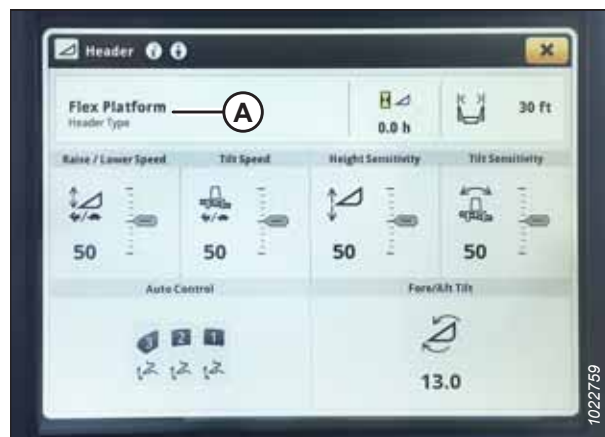 Header
Flex Platform
Header Type
A
0.0 h
30 ft
Raise / Lower Speed
Tilt Speed
Height Sensitivity
Tilt Sensitivity
50
50
50
50
Auto Control
Fore/Aft Tilt
3 2 1
13.0
1022759